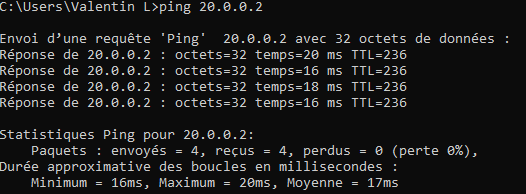 C:\Users\Valentin L>ping 20.0.0.2
Envoi d’une requête 'Ping'  20.0.0.2 avec 32 octets de données :
Réponse de 20.0.0.2 : octets=32 temps=20 ms TTL=236
Réponse de 20.0.0.2 : octets=32 temps=16 ms TTL=236
Réponse de 20.0.0.2 : octets=32 temps=18 ms TTL=236
Réponse de 20.0.0.2 : octets=32 temps=16 ms TTL=236
Statistiques Ping pour 20.0.0.2:
    Paquets : envoyés = 4, reçus = 4, perdus = 0 (perte 0%),
Durée approximative des boucles en millisecondes :
    Minimum = 16ms, Maximum = 20ms, Moyenne = 17ms